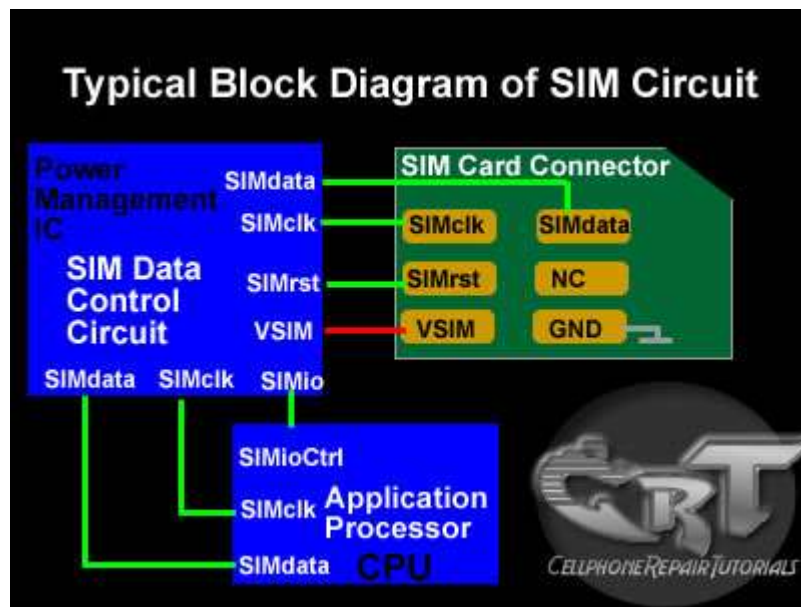 Typical Block Diagram of SIM Circuit
Power
Management
IC
SIMdata
SIMclk
SIM Data
Control
Circuit
SIMrst
VSIM
SIMdata SIMclk SIMio
SIM Card Connector
SIMclk SIMdata
SIMrst NC
VSIM GND
SIMioCtrl
SIMclk
Application
Processor
SIMdata
CPU
CRT
CELLPHONEREPAIRTUTORIALS